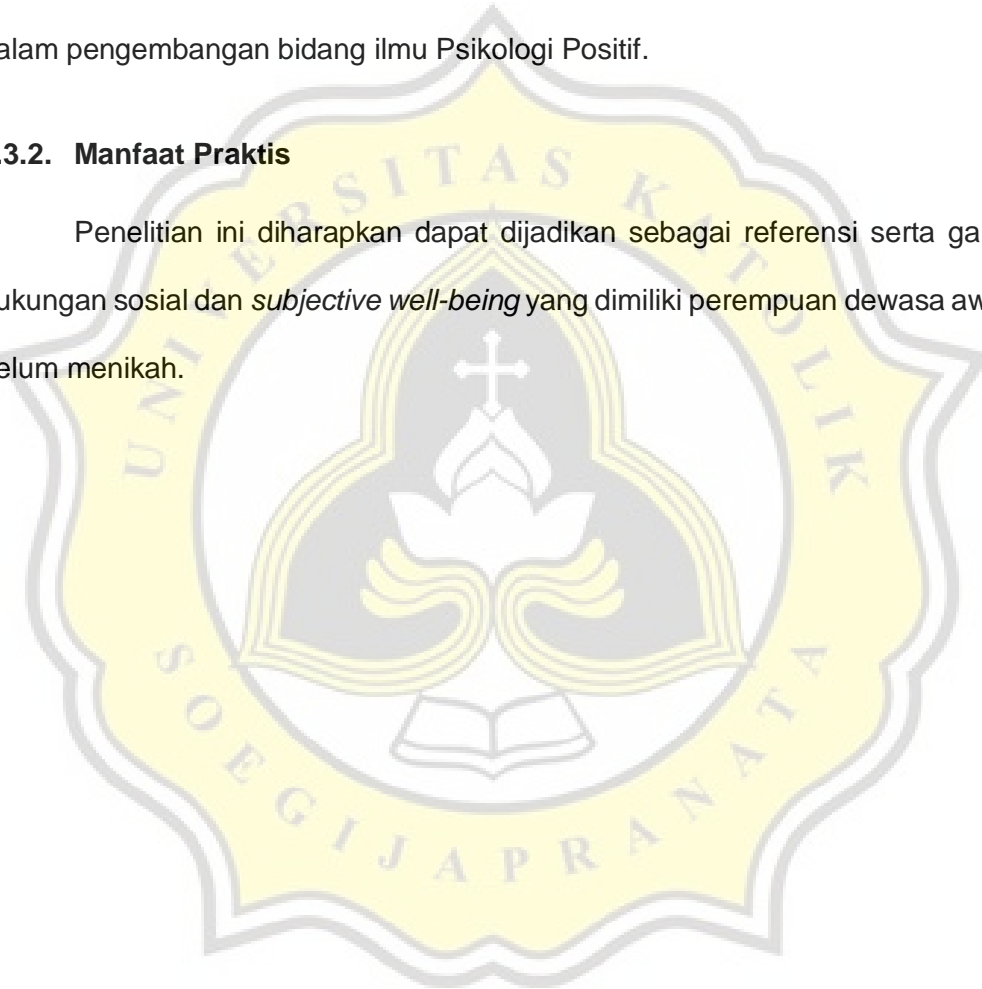 alam pengembangan bidang ilmu Psikologi Positif.
.3.2. Manfaat Praktis
Penelitian ini diharapkan dapat dijadikan sebagai referensi serta ga
ukungan sosial dan subjective well-being yang dimiliki perempuan dewasa aw
elum menikah.
UNIVERSITAS KATOLIK
SOEGIJAPRANATA